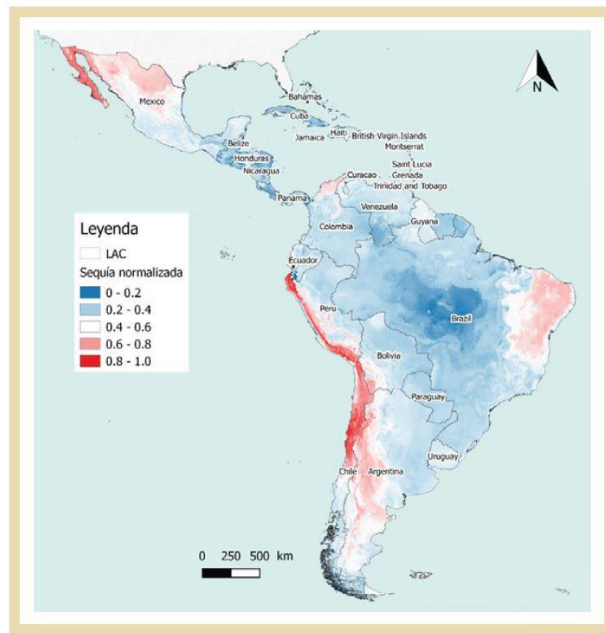 N
Mexico
Bahamas
Cuba
Jamaica
Haiti
British Virgin Islands
Montserrat
Belize
Honduras
Nicaragua
Saint Lucia
Curacao
Grenada
Trinidad and Tobago
Panama
Venezuela
Guyana
Colombia
Ecuador
Peru
Brazil
Bolivia
Paraguay
Uruguay
Chile
Argentina
Leyenda
LAC
Sequía normalizada
0 - 0.2
0.2 - 0.4
0.4 - 0.6
0.6 - 0.8
0.8 - 1.0
0 250 500 km